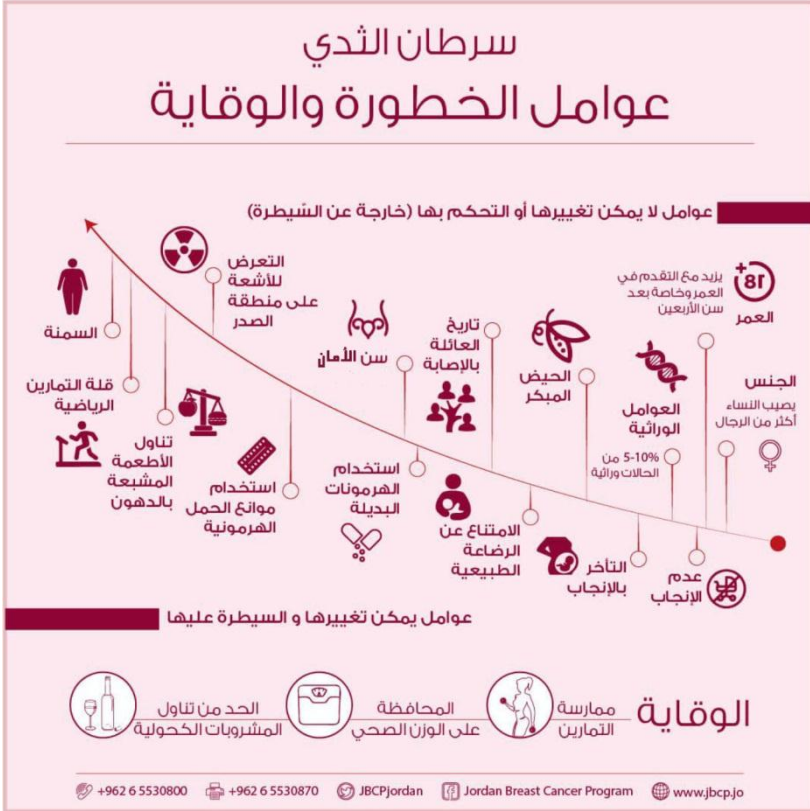 سرطان الثدي
عوامل الخطورة والوقاية
عوامل لا يمكن تغييرها أو التحكم بها (خارجة عن السّيطرة)
18+
العمر
يزيد مع التقدم في
العمر وخاصة بعد
سن الأربعين
الجنس
يصيب النساء
أكثر من الرجال
العوامل
الوراثية
5-10% من
الحالات وراثية
الحيض
المبكر
تاريخ
العائلة
بالإصابة
سن الأمان
التعرض
للأشعة
على منطقة
الصدر
السمنة
قلة التمارين
الرياضية
تناول
الأطعمة
المشبعة
بالدهون
استخدام
موانع الحمل
الهرمونية
استخدام
الهرمونات
البديلة
الامتناع عن
الرضاعة
الطبيعية
التأخر
بالإنجاب
عدم
الإنجاب
عوامل يمكن تغييرها و السيطرة عليها
الوقاية
ممارسة
التمارين
المحافظة
على الوزن الصحي
الحد من تناول
المشروبات الكحولية
+962 6 5530800
+962 6 5530870
JBCPjordan
Jordan Breast Cancer Program
www.jbcp.jo